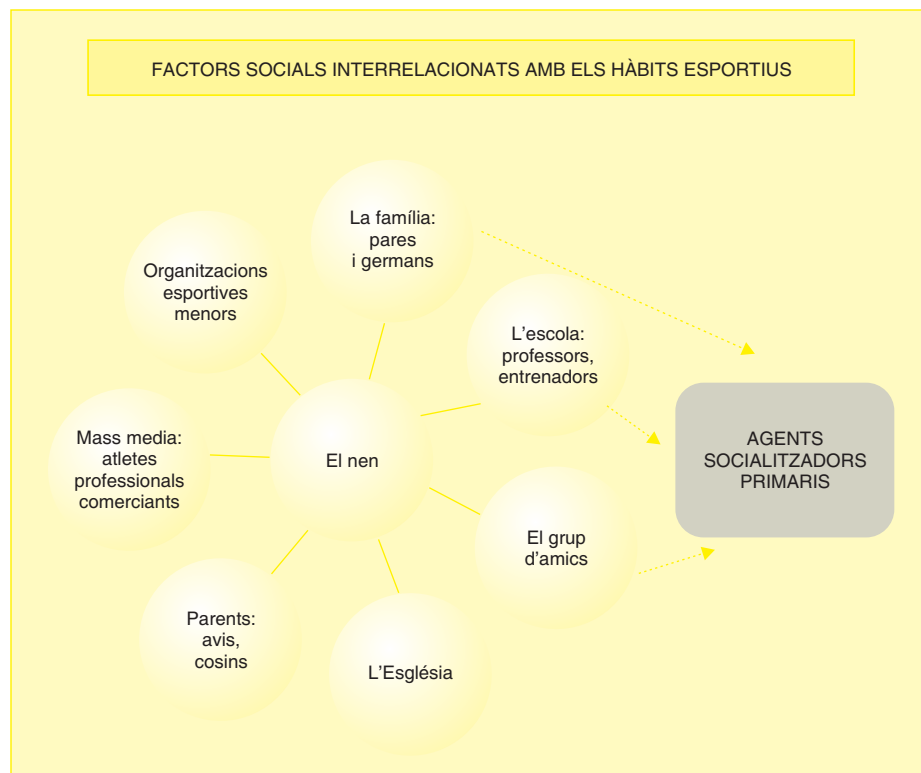 FACTORS SOCIALS INTERRELACIONATS AMB ELS HÀBITS ESPORTIUS
La família:
pares
i germans
Organitzacions
esportives
menors
L'escola:
professors,
entrenadors
Mass media:
atletes
professionals
comerciants
El nen
AGENTS
SOCIALITZADORS
PRIMARIS
El grup
d'amics
Parents:
avis,
cosins
L'Església